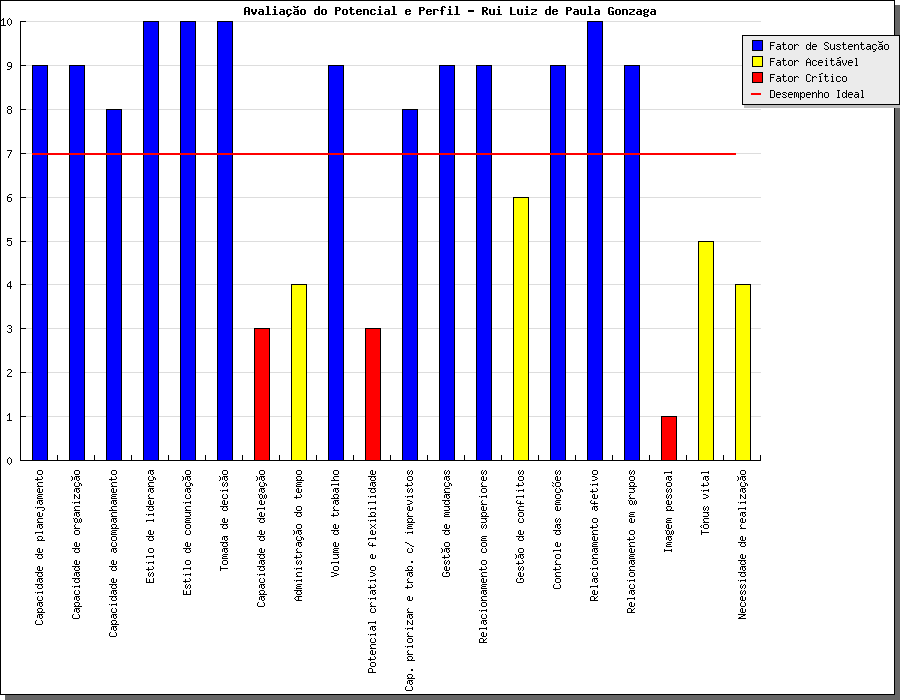 Avaliação do Potencial e Perfil - Rui Luiz de Paula Gonzaga
Fator de Sustentação
Fator Aceitável
Fator Crítico
Desempenho Ideal
10
9
8
7
6
5
4
3
2
1
0
Capacidade de planejamento
Capacidade de organização
Capacidade de acompanhamento
Estilo de liderança
Estilo de comunicação
Tomada de decisão
Capacidade de delegação
Administração do tempo
Volume de trabalho
Potencial criativo e flexibilidade
Cap. priorizar e trab. c/ imprevistos
Gestão de mudanças
Relacionamento com superiores
Gestão de conflitos
Controle das emoções
Relacionamento afetivo
Relacionamento em grupos
Imagem pessoal
Tônus vital
Necessidade de realização